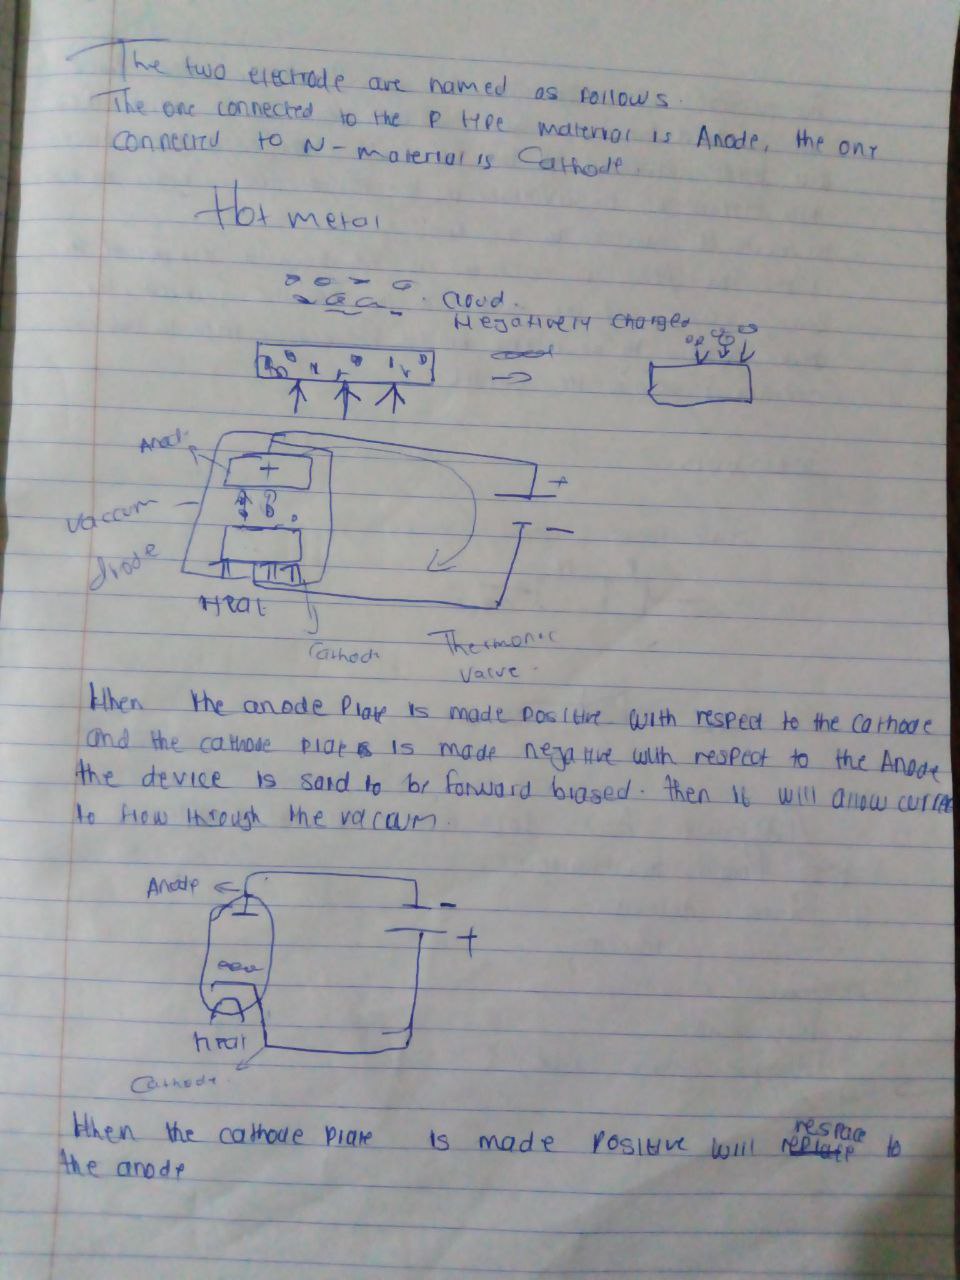 The two electrode are named as follows.
The one connected to the P type material is Anode, the one
connected to N-material is Cathode.
Hot metal
cloud.
Negatively charged
Anod
+
+
Vaccum
-
diode
Heat
Cathode
Thermonic
valve
When the anode plate is made positive with respect to the cathode
and the cathode plate is made negative with respect to the Anode
the device is said to be forward biased. then it will allow curre
to flow through the vaccum.
Anode
-
+
heat
Cathode.
When the cathode plate is made positive will respace to
the anode